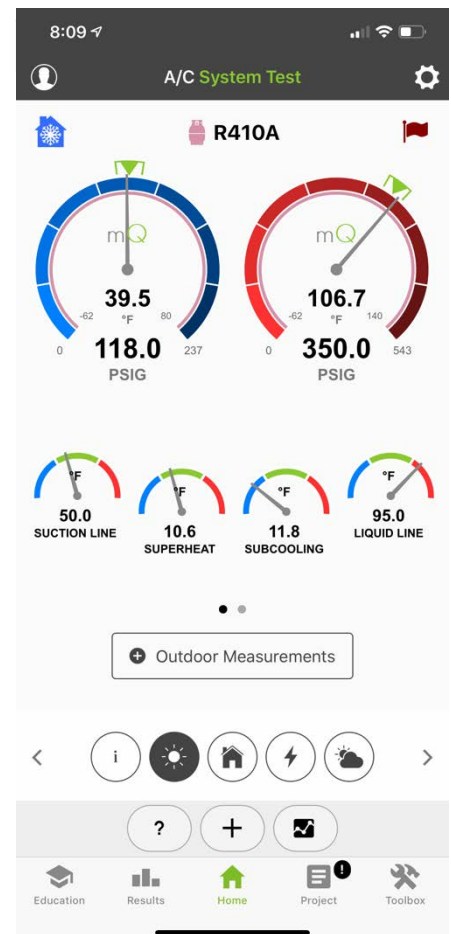 8:09
A/C System Test
R410A
mQ
39.5
-62 °F 80
0 118.0 237
PSIG
mQ
106.7
-62 °F 140
0 350.0 543
PSIG
°F
50.0
SUCTION LINE
°F
10.6
SUPERHEAT
°F
11.8
SUBCOOLING
°F
95.0
LIQUID LINE
Outdoor Measurements
i
?
Education
Results
Home
Project
Toolbox